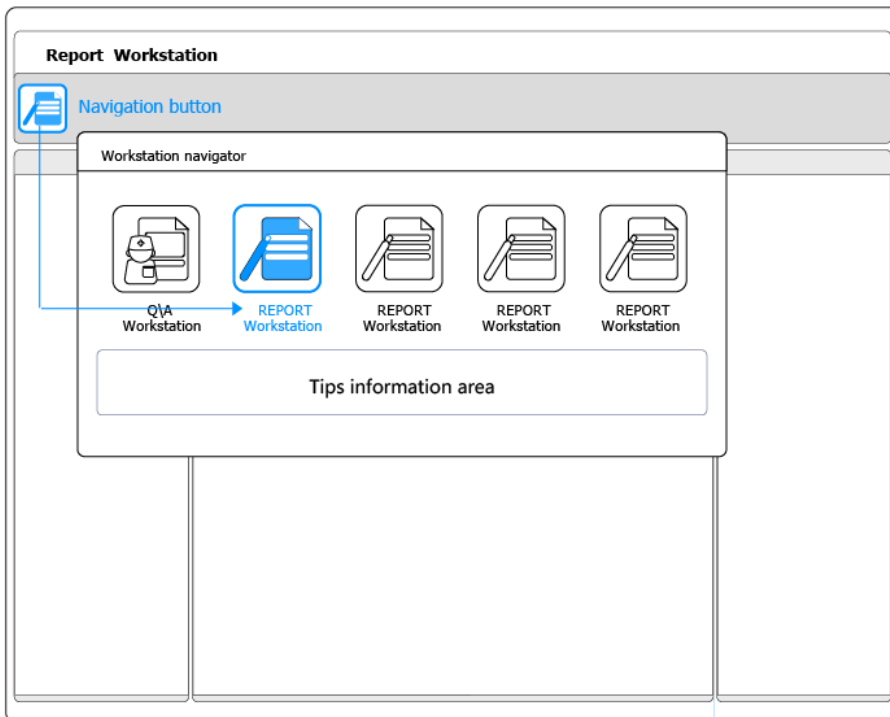 Report Workstation
Navigation button
Workstation navigator
Q\A
Workstation
REPORT
Workstation
REPORT
Workstation
REPORT
Workstation
REPORT
Workstation
Tips information area